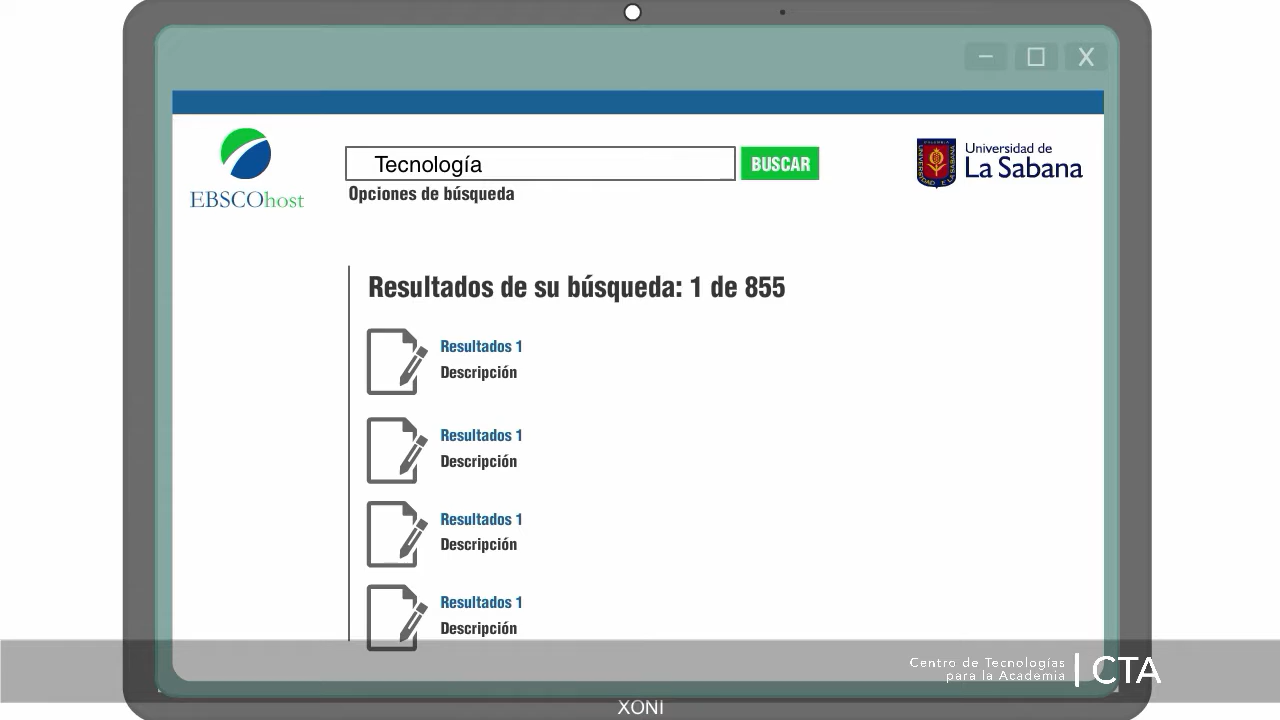 X
EBSCOhost
Tecnología
BUSCAR
Opciones de búsqueda
Universidad de
La Sabana
Resultados de su búsqueda: 1 de 855
Resultados 1
Descripción
Resultados 1
Descripción
Resultados 1
Descripción
Resultados 1
Descripción
Centro de Tecnologías
para la Academia
CTA
XONI